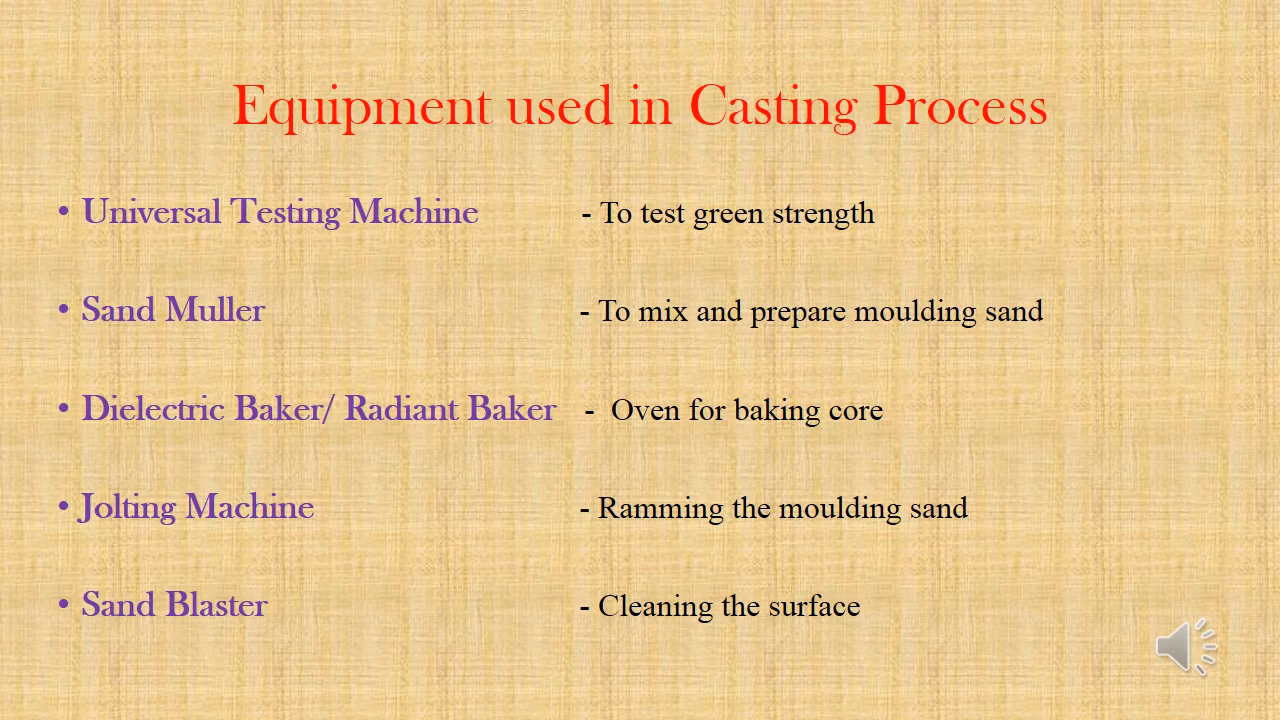 Equipment used in Casting Process
• Universal Testing Machine - To test green strength
• Sand Muller - To mix and prepare moulding sand
• Dielectric Baker/ Radiant Baker - Oven for baking core
• Jolting Machine - Ramming the moulding sand
• Sand Blaster - Cleaning the surface